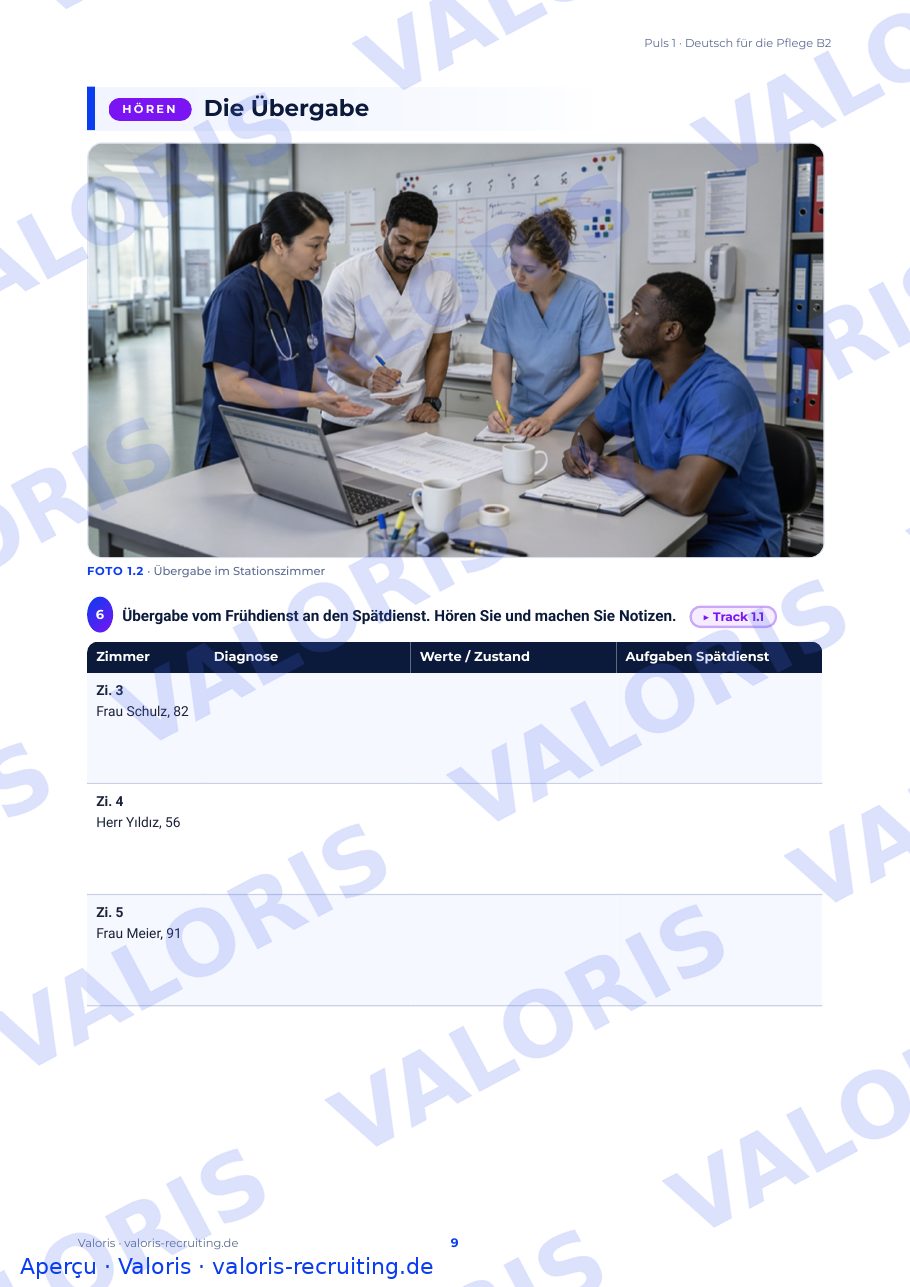 Puls 1 · Deutsch für die Pflege B2
HÖREN Die Übergabe
FOTO 1.2 · Übergabe im Stationszimmer
6 Übergabe vom Frühdienst an den Spätdienst. Hören Sie und machen Sie Notizen. ▸ Track 1.1
Zimmer Diagnose Werte / Zustand Aufgaben Spätdienst
Zi. 3
Frau Schulz, 82
Zi. 4
Herr Yıldız, 56
Zi. 5
Frau Meier, 91
Valoris · valoris-recruiting.de 9
Aperçu · Valoris · valoris-recruiting.de
VALORIS